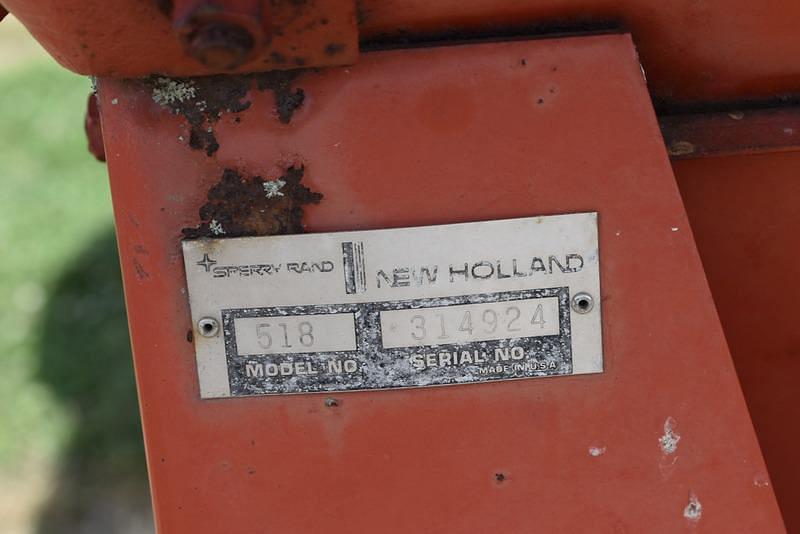 SPERRY RAND NEW HOLLAND
518 314924
MODEL NO. SERIAL NO.
MADE IN U.S.A